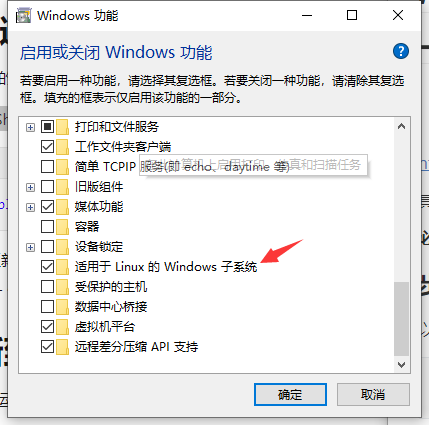 Windows 功能
启用或关闭 Windows 功能
若要启用一种功能，请选择其复选框。若要关闭一种功能，请清除其复选
框。填充的框表示仅启用该功能的一部分。
打印和文件服务
工作文件夹客户端
简单 TCPIP 服务(即 echo、daytime 等)
旧版组件
媒体功能
容器
设备锁定
适用于 Linux 的 Windows 子系统
受保护的主机
数据中心桥接
虚拟机平台
远程差分压缩 API 支持
确定
取消